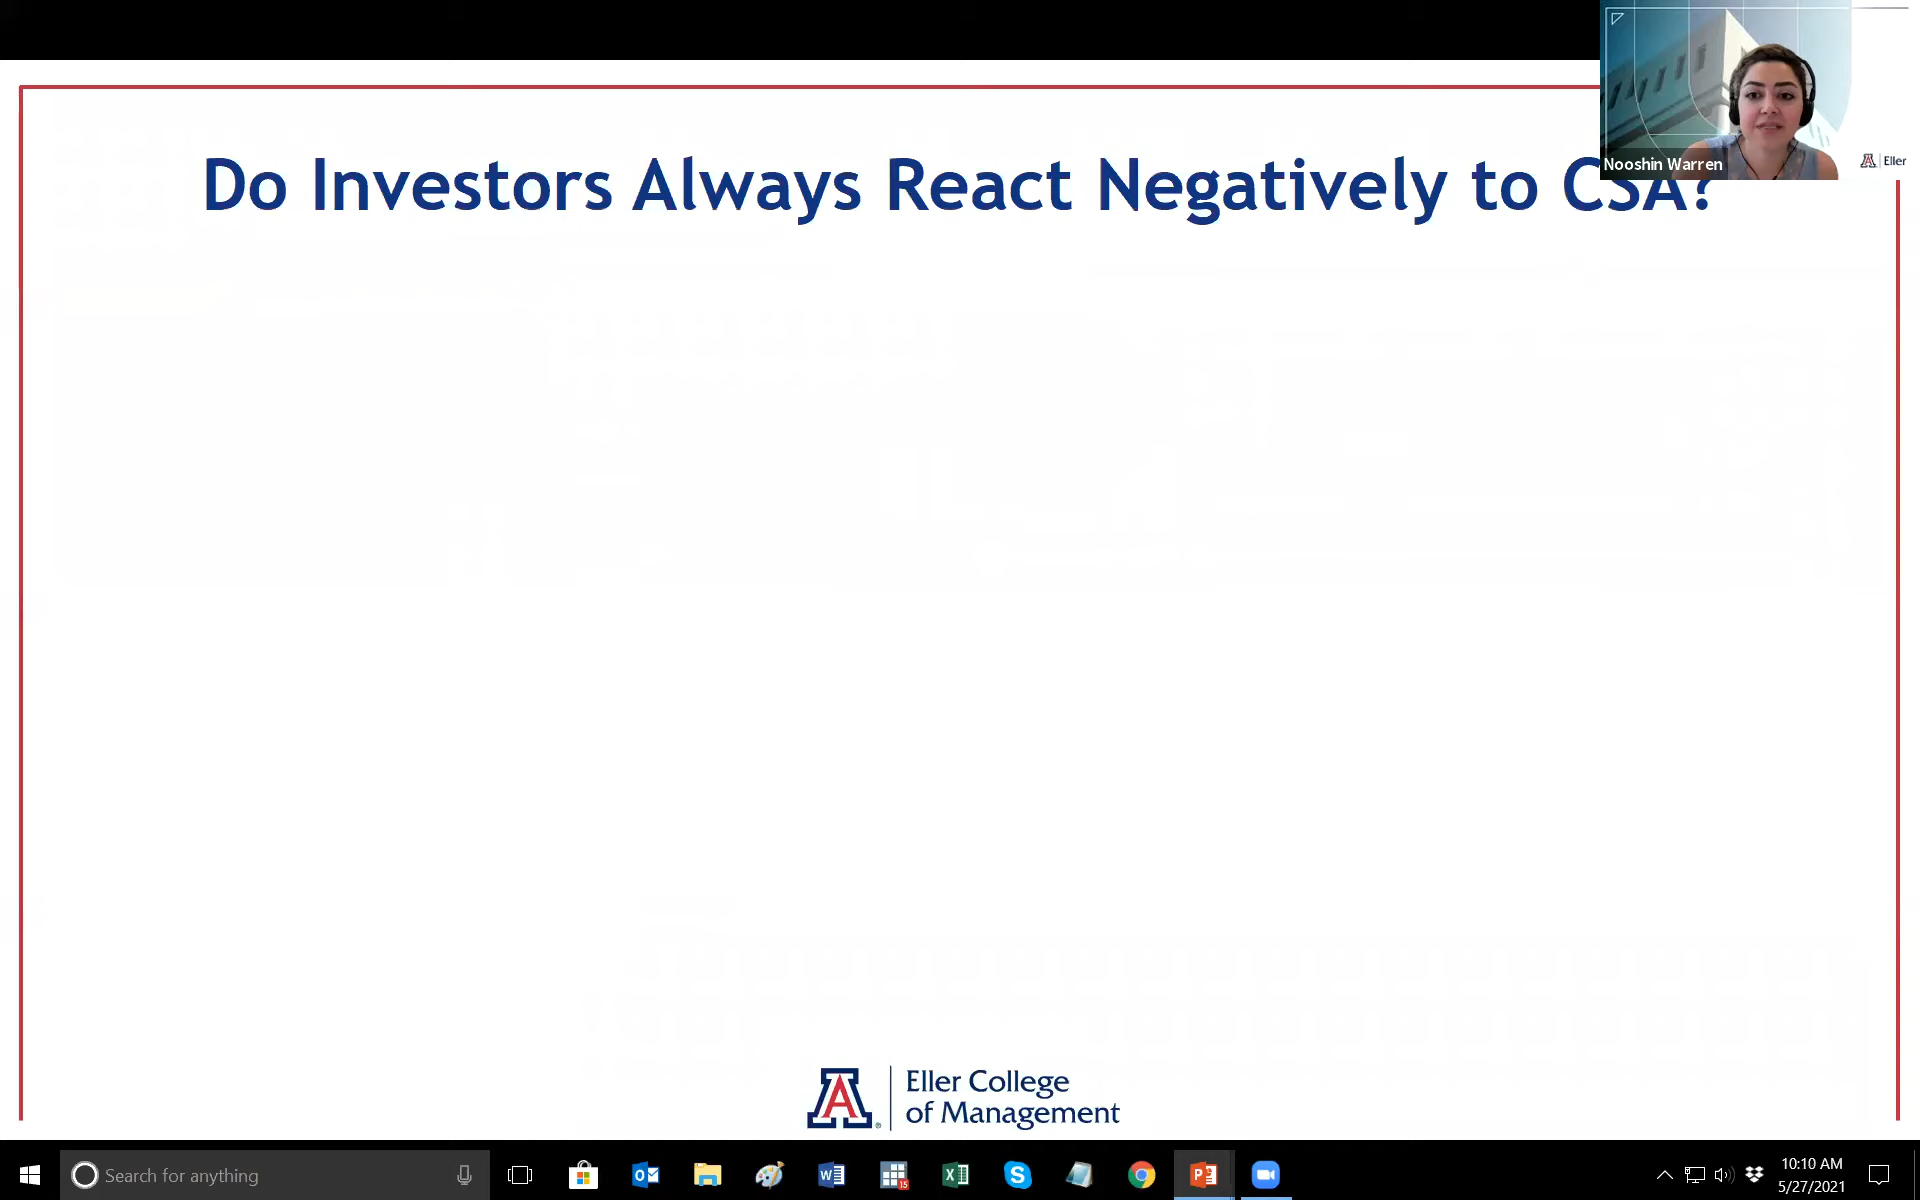 Do Investors Always React Negatively to CSA?
Nooshin Warren
Eller
Eller College
of Management
Search for anything
15
10:10 AM
5/27/2021